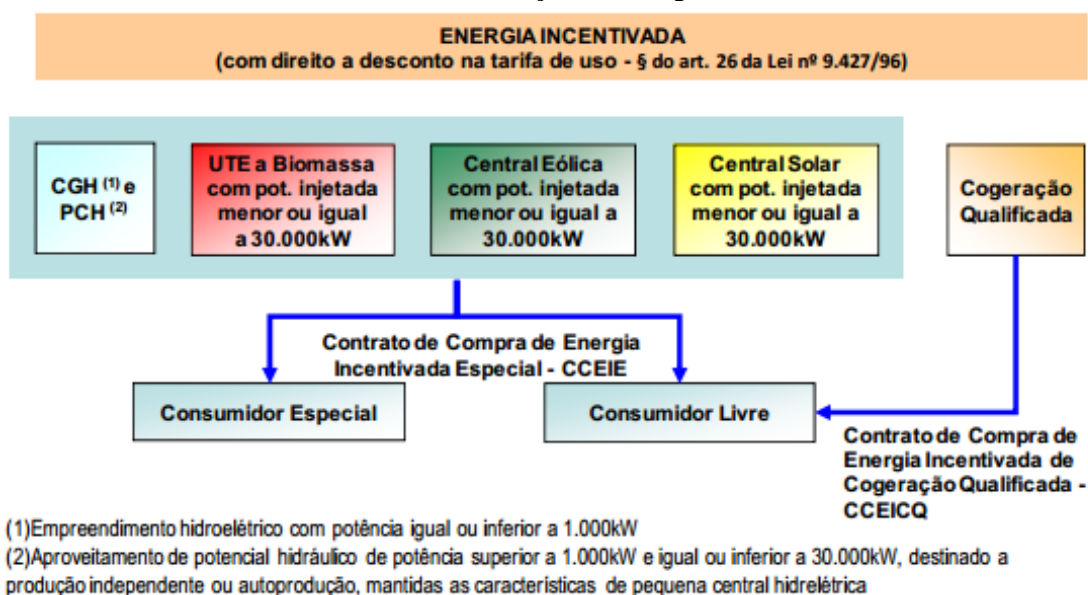 ENERGIA INCENTIVADA
(com direito a desconto na tarifa de uso - § do art. 26 da Lei nº 9.427/96)
CGH (1) e
PCH (2)
UTE a Biomassa
com pot. injetada
menor ou igual
a 30.000kW
Central Eólica
com pot. injetada
menor ou igual a
30.000kW
Central Solar
com pot. injetada
menor ou igual a
30.000kW
Cogeração
Qualificada
Contrato de Compra de Energia
Incentivada Especial - CCEIE
Consumidor Especial
Consumidor Livre
Contrato de Compra de
Energia Incentivada de
Cogeração Qualificada -
CCEICQ
(1)Empreendimento hidroelétrico com potência igual ou inferior a 1.000kW
(2)Aproveitamento de potencial hidráulico de potência superior a 1.000kW e igual ou inferior a 30.000kW, destinado a
produção independente ou autoprodução, mantidas as características de pequena central hidrelétrica